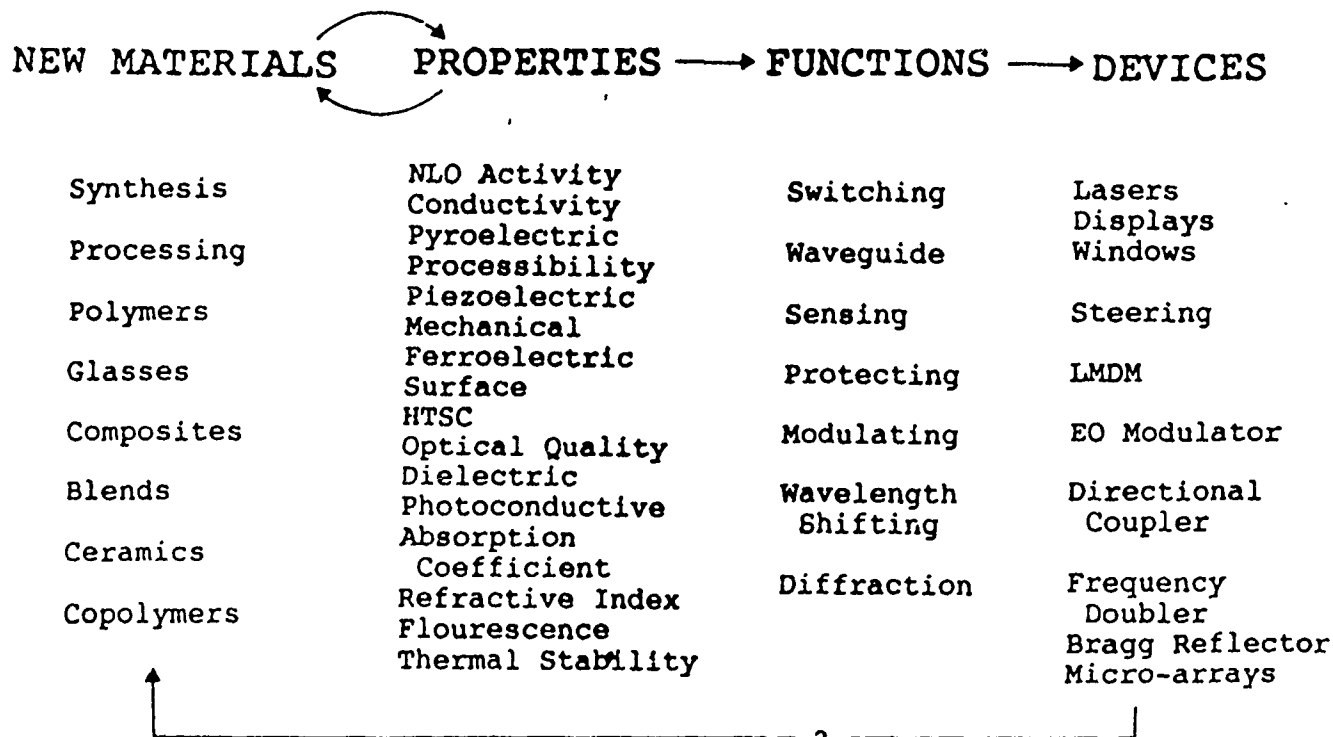 NEW MATERIALS PROPERTIES FUNCTIONS DEVICES
Synthesis
Processing
Polymers
Glasses
Composites
Blends
Ceramics
Copolymers
NLO Activity
Conductivity
Pyroelectric
Processibility
Piezoelectric
Mechanical
Ferroelectric
Surface
HTSC
Optical Quality
Dielectric
Photoconductive
Absorption
Coefficient
Refractive Index
Flourescence
Thermal Stability
Switching
Waveguide
Sensing
Protecting
Modulating
Wavelength
Shifting
Diffraction
Lasers
Displays
Windows
Steering
LMDM
EO Modulator
Directional
Coupler
Frequency
Doubler
Bragg Reflector
Micro-arrays
?